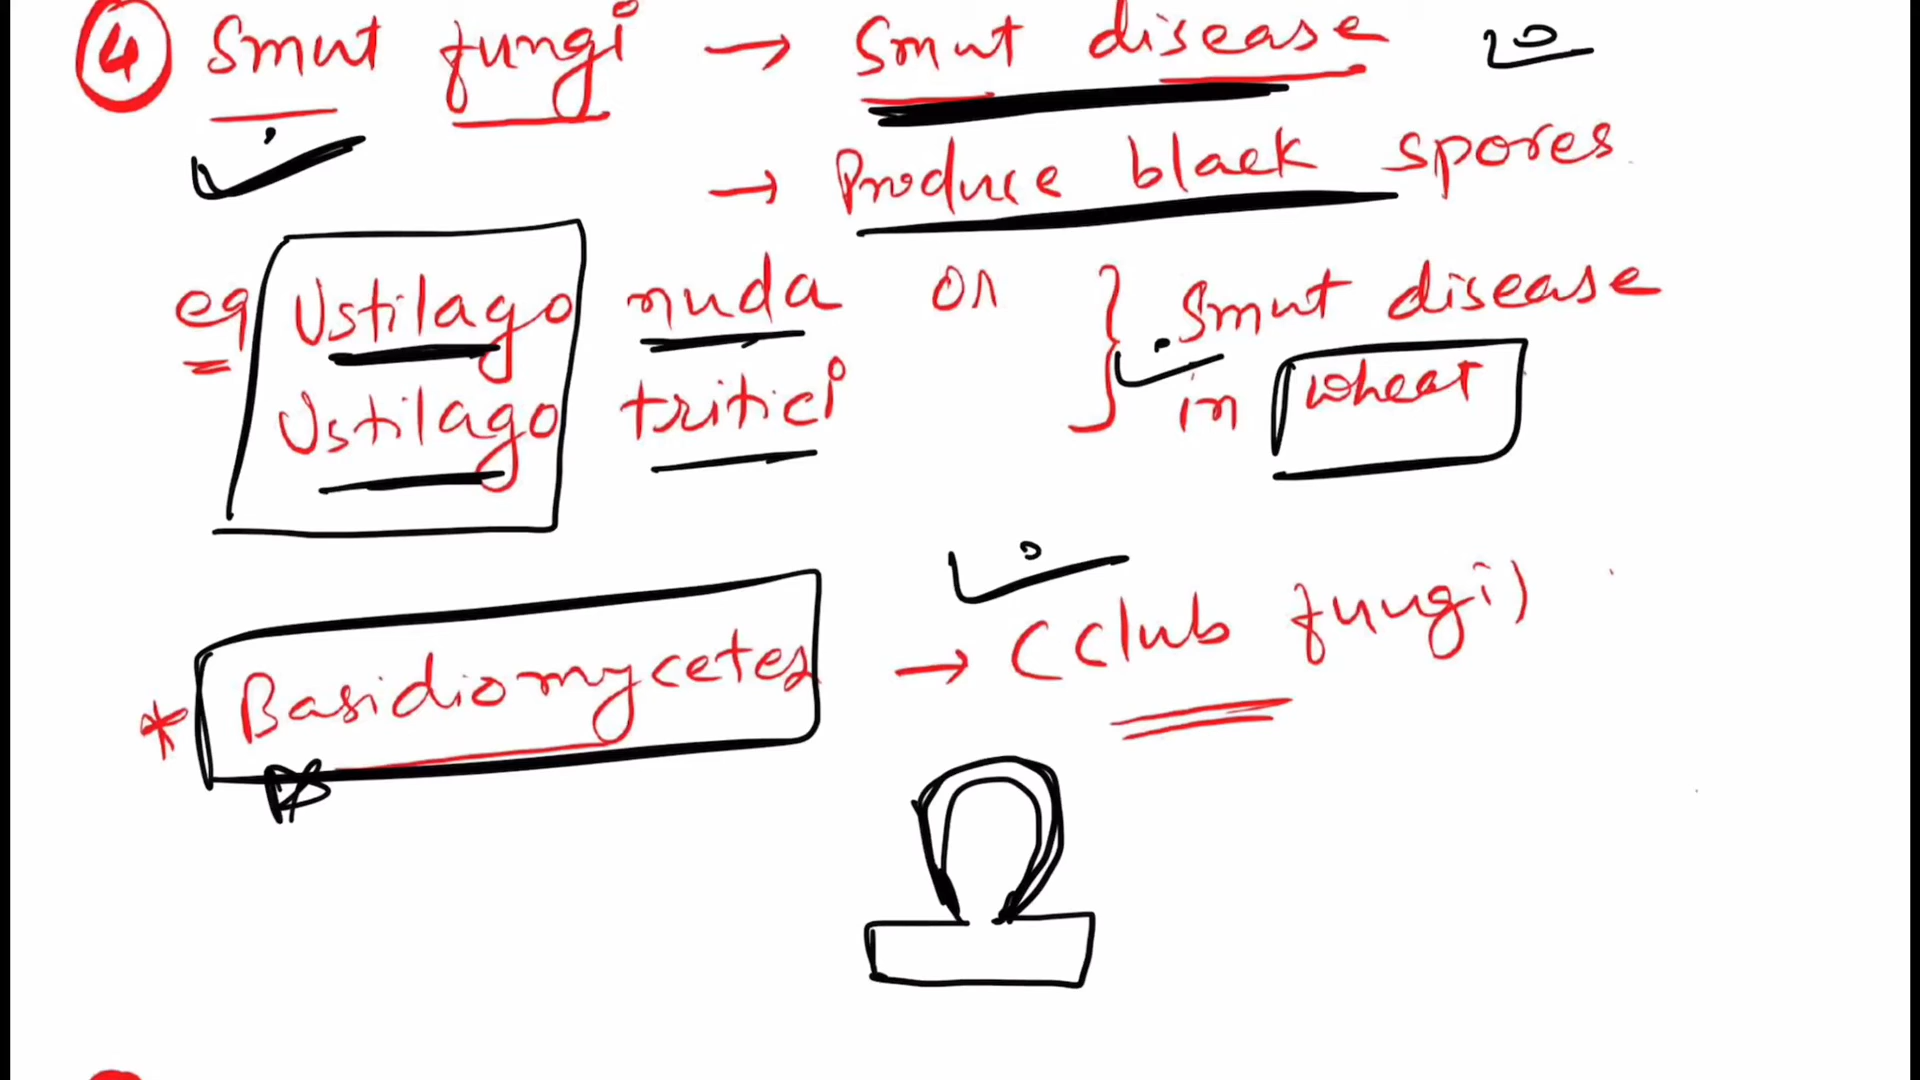 ④ Smut fungi → Smut disease
→ Produce black spores
eg Ustilago nuda or } Smut disease
Ustilago tritici in wheat
* Basidiomycetes → (Club fungi)